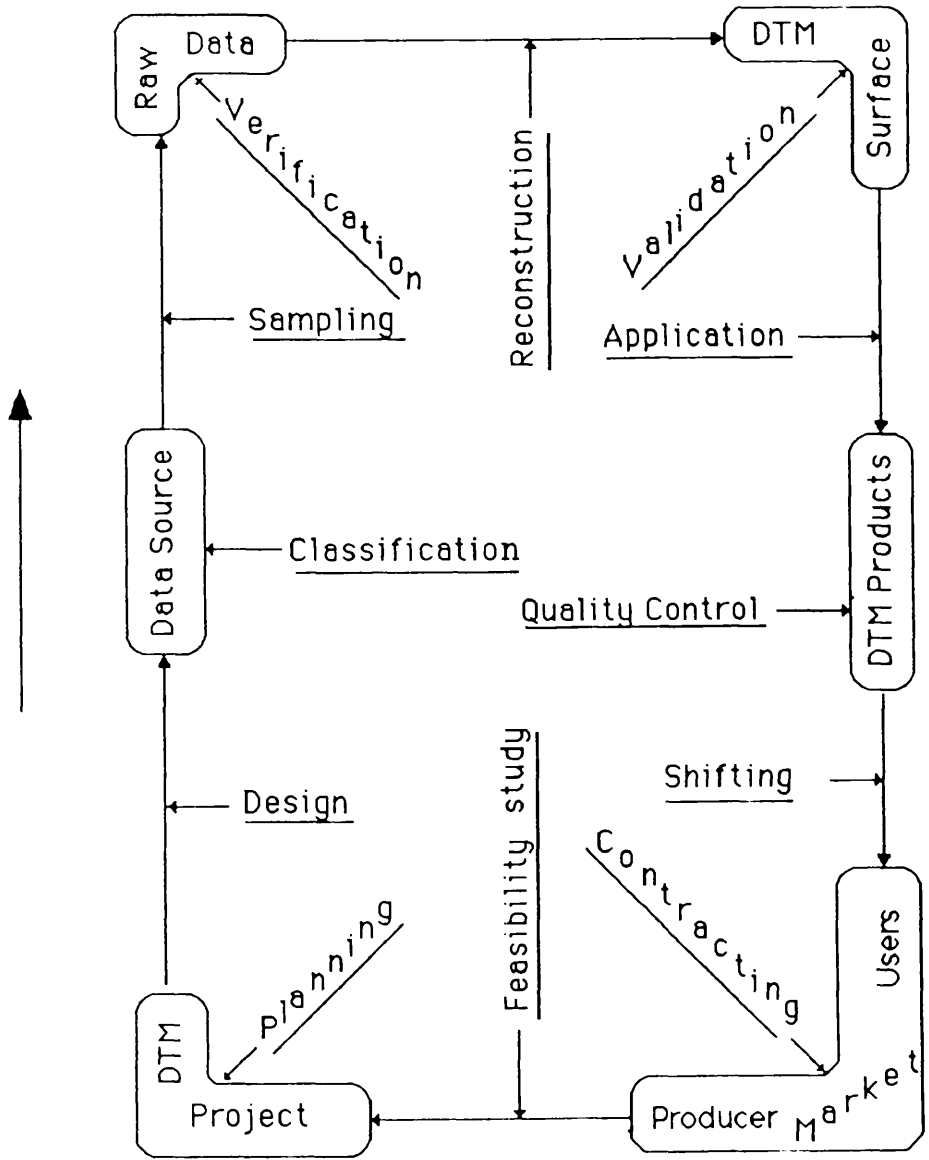 Raw Data
DTM Surface
Verification
Reconstruction
Validation
Sampling
Application
Data Source
Classification
DTM Products
Quality Control
Shifting
Design
Feasibility study
Contracting
Users
Planning
DTM Project
Producer Market